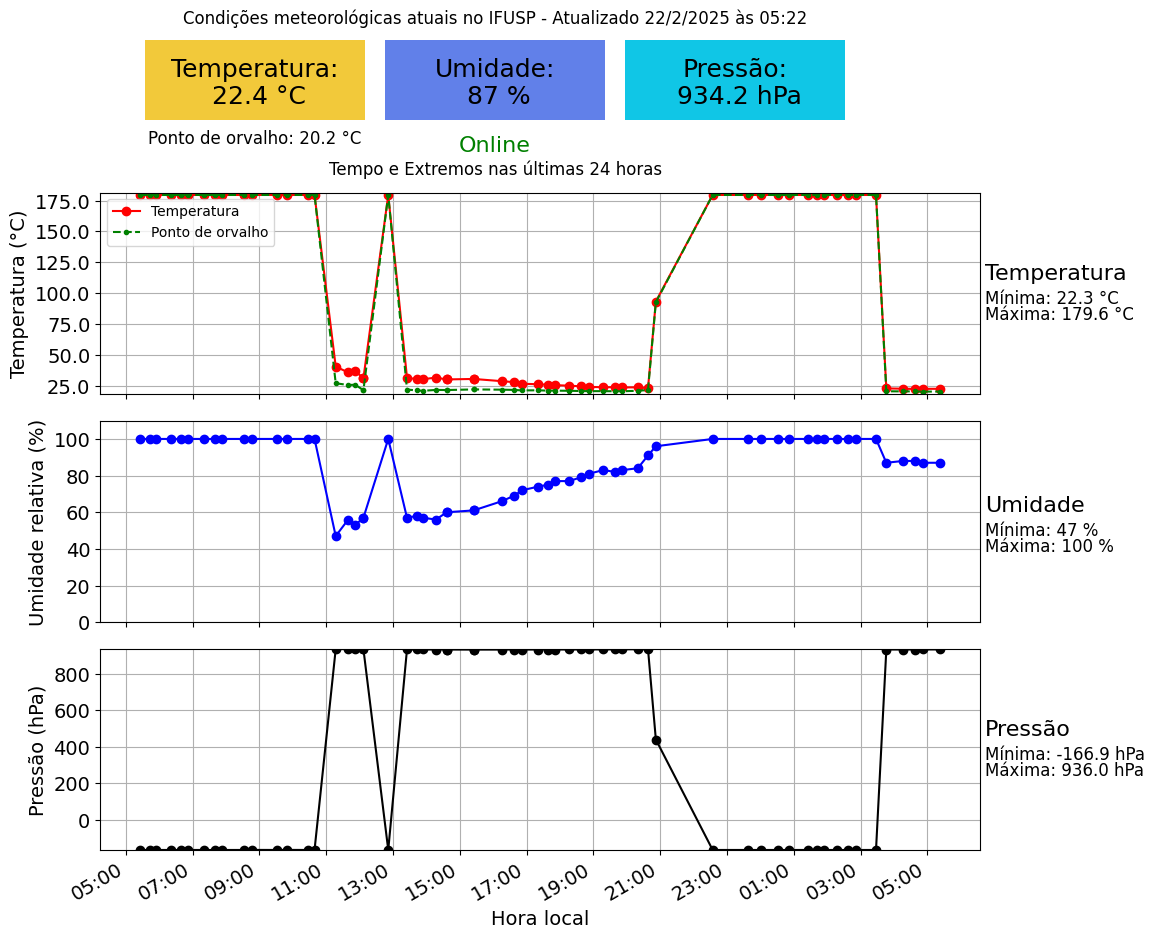 Condições meteorológicas atuais no IFUSP - Atualizado 22/2/2025 às 05:22
Temperatura:
22.4 °C
Umidade:
87 %
Pressão:
934.2 hPa
Ponto de orvalho: 20.2 °C
Online
Tempo e Extremos nas últimas 24 horas
Temperatura (°C)
175.0
150.0
125.0
100.0
75.0
50.0
25.0
Temperatura
Ponto de orvalho
Temperatura
Mínima: 22.3 °C
Máxima: 179.6 °C
Umidade relativa (%)
100
80
60
40
20
0
Umidade
Mínima: 47 %
Máxima: 100 %
Pressão (hPa)
800
600
400
200
0
Pressão
Mínima: -166.9 hPa
Máxima: 936.0 hPa
05:00 07:00 09:00 11:00 13:00 15:00 17:00 19:00 21:00 23:00 01:00 03:00 05:00
Hora local